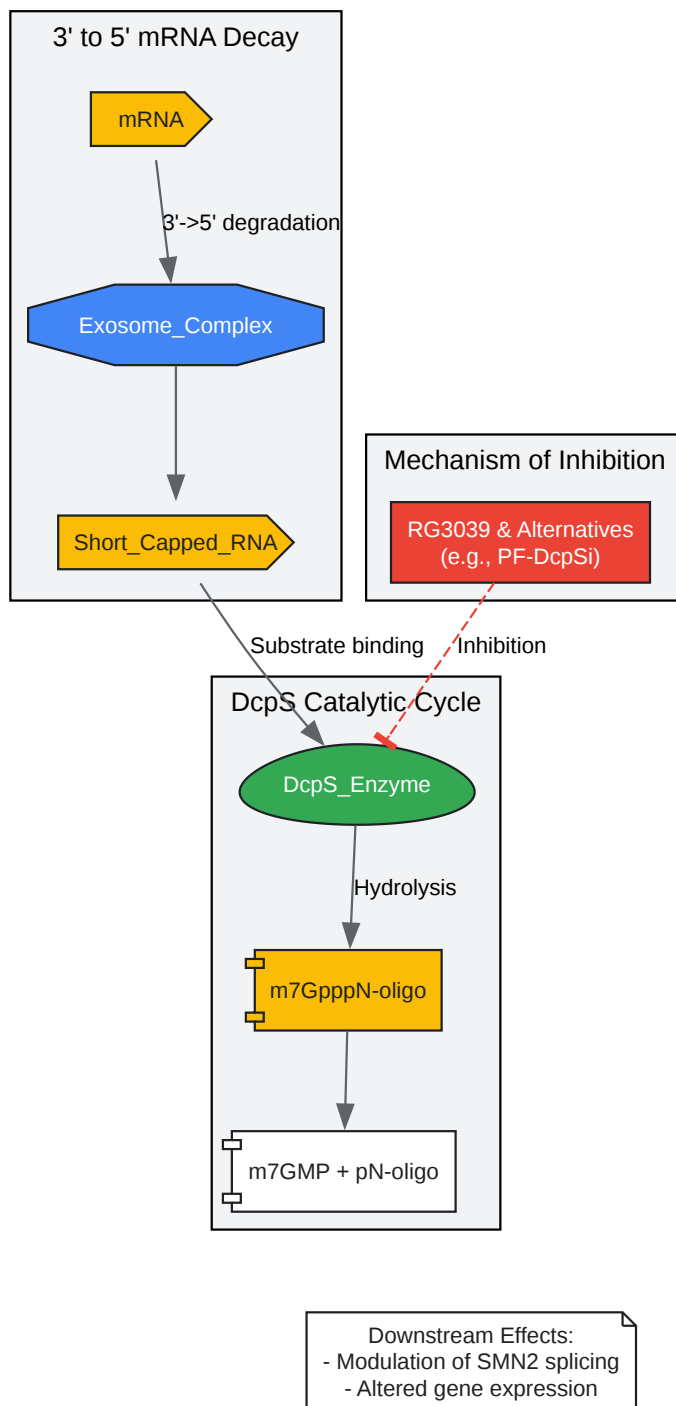 3' to 5' mRNA Decay
mRNA
3'->5' degradation
Exosome_Complex
Short_Capped_RNA
Mechanism of Inhibition
RG3039 & Alternatives
(e.g., PF-DcpSi)
Substrate binding
Inhibition
DcpS Catalytic Cycle
DcpS_Enzyme
Hydrolysis
m7GpppN-oligo
m7GMP + pN-oligo
Downstream Effects:
- Modulation of SMN2 splicing
- Altered gene expression